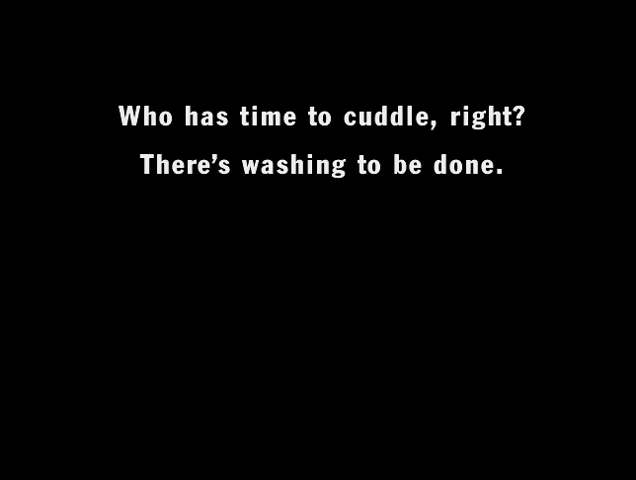 Who has time to cuddle, right?
There’s washing to be done.